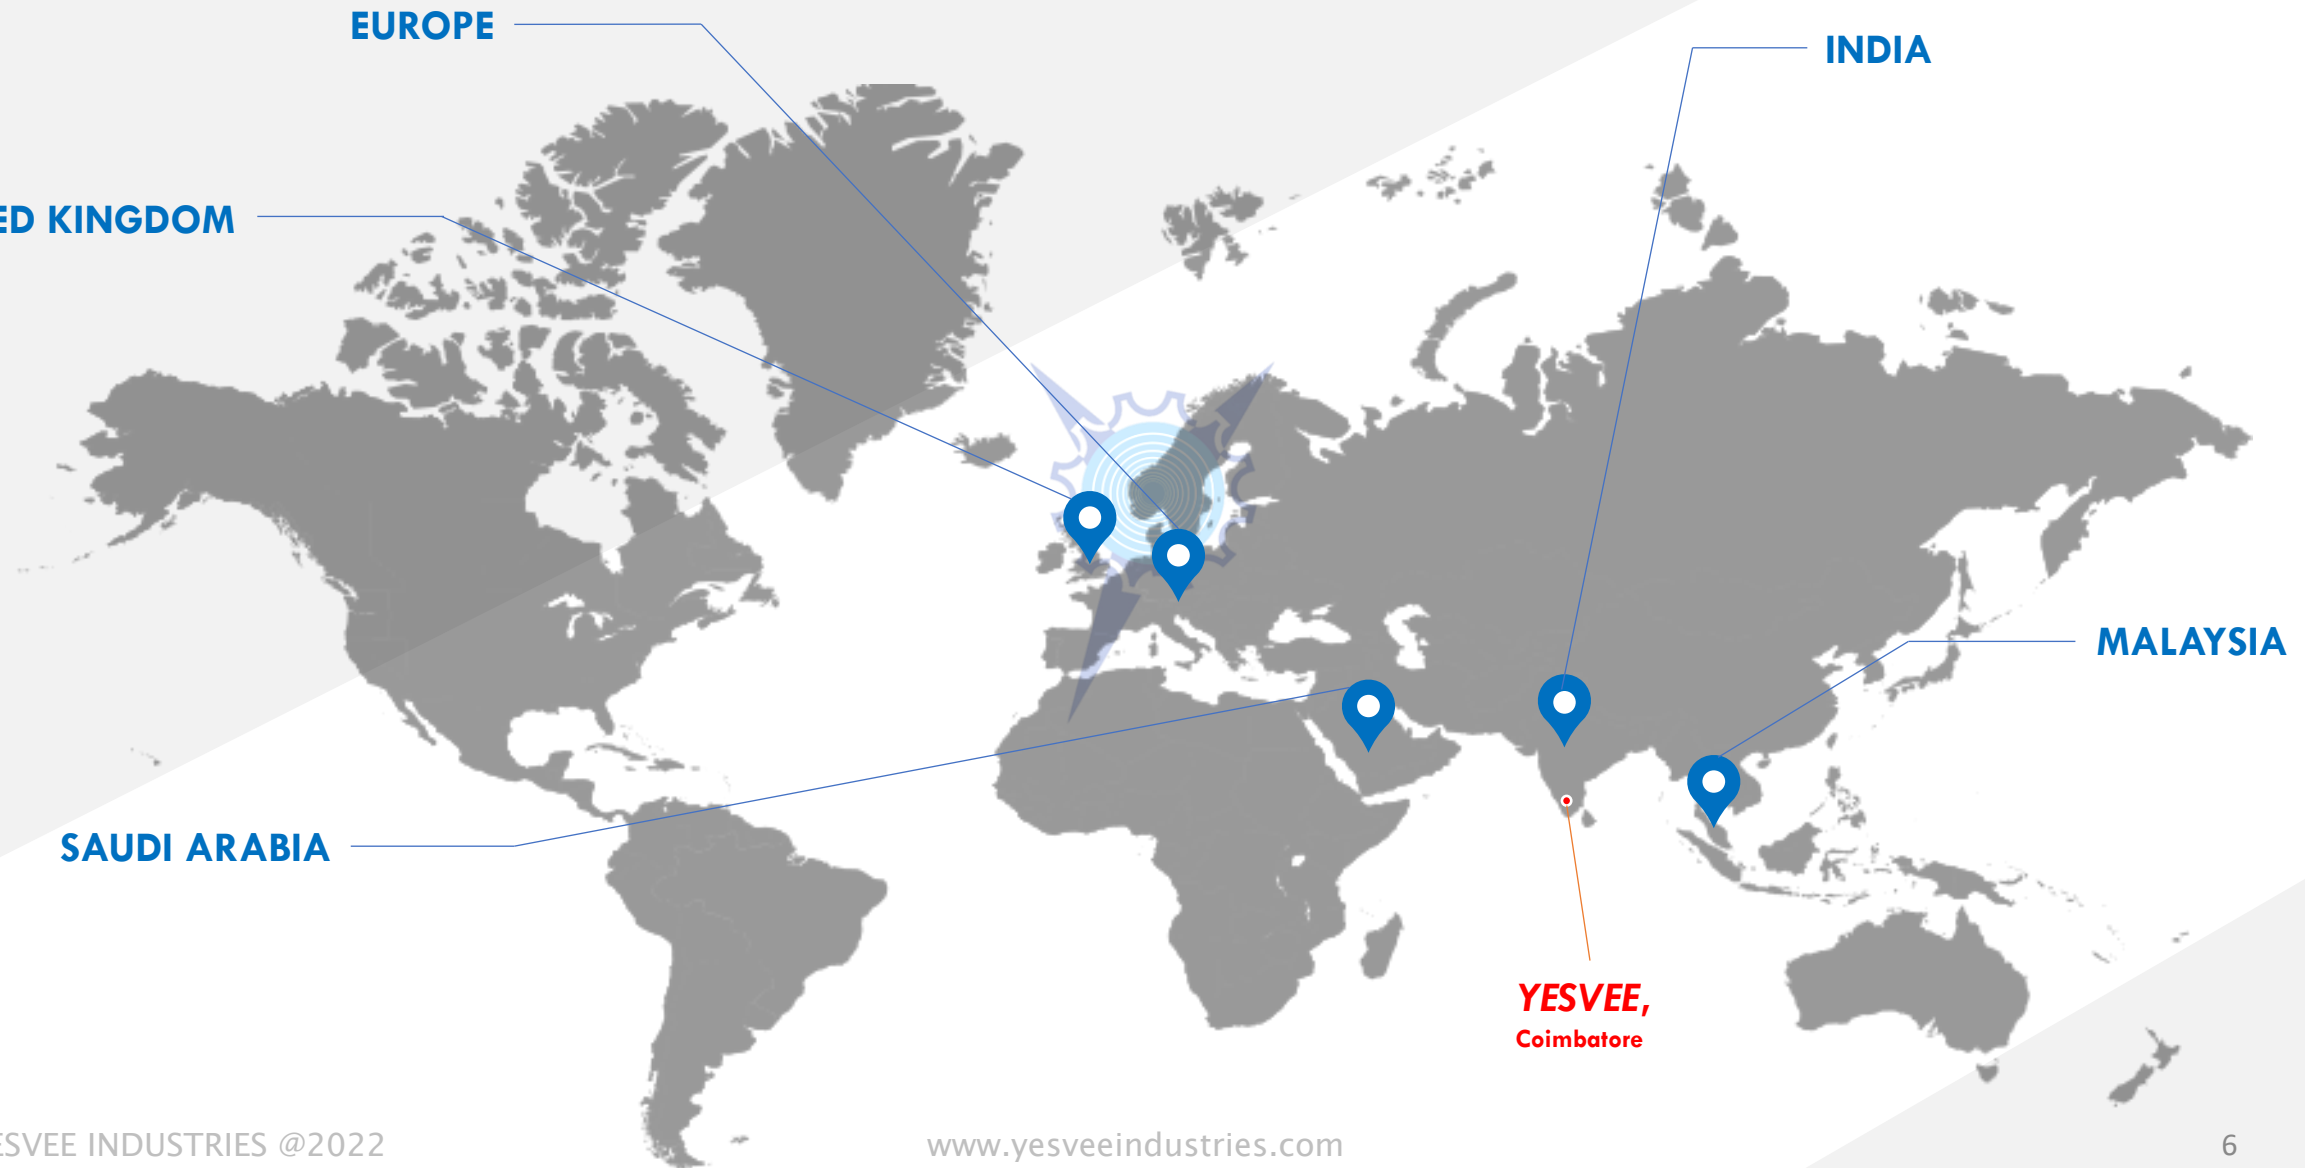 EUROPE
INDIA
ED KINGDOM
MALAYSIA
SAUDI ARABIA
YESVEE,
Coimbatore
ESVEE INDUSTRIES @2022
www.yesveeindustries.com
6